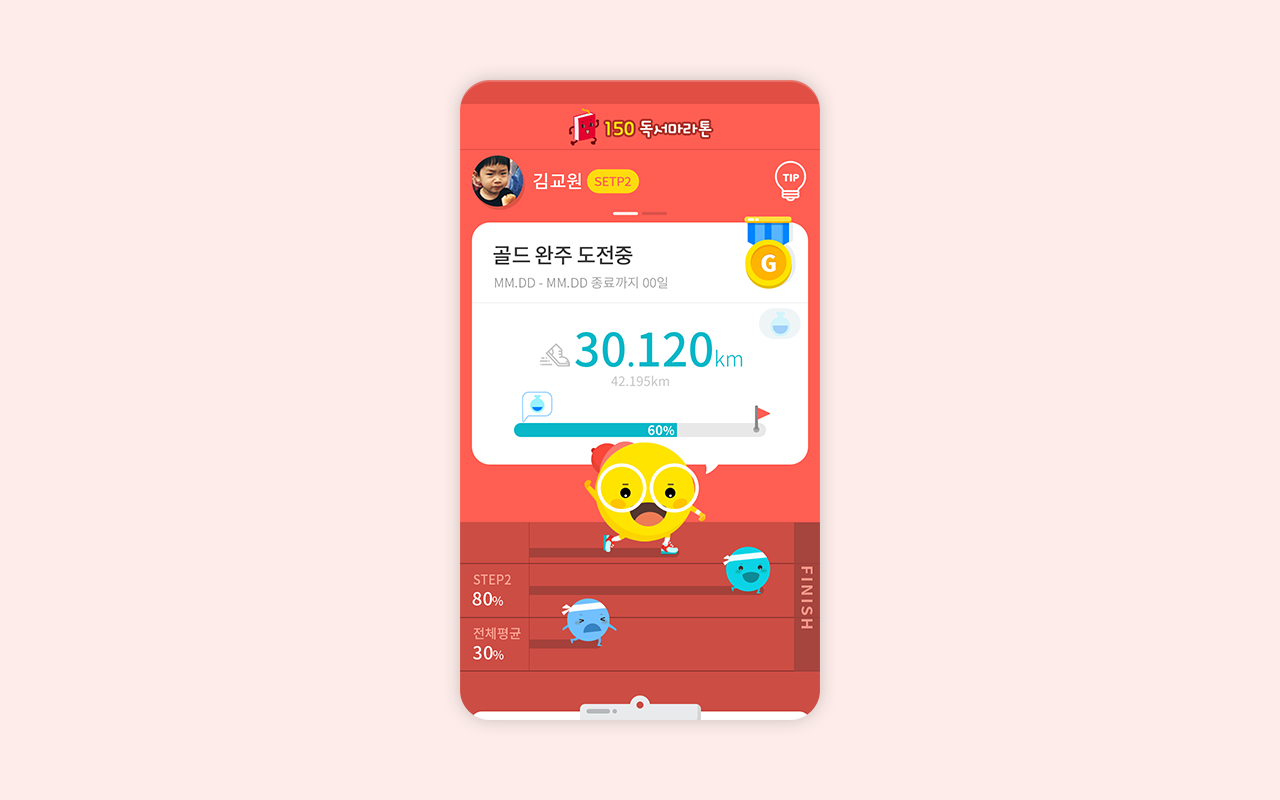 150 독서마라톤
김교원 SETP2
TIP
골드 완주 도전중
G
MM.DD - MM.DD 종료까지 00일
30.120km
42.195km
60%
STEP2
80%
전체평균
30%
FINISH